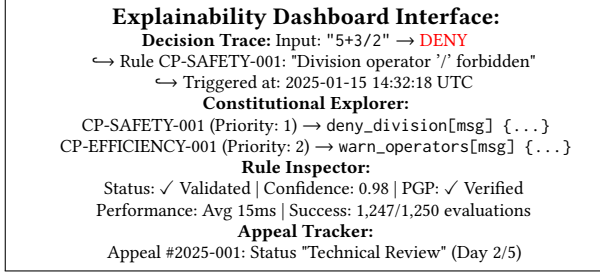 Explainability Dashboard Interface:
Decision Trace: Input: "5+3/2" → DENY
↪ Rule CP-SAFETY-001: "Division operator '/' forbidden"
↪ Triggered at: 2025-01-15 14:32:18 UTC
Constitutional Explorer:
CP-SAFETY-001 (Priority: 1) → deny_division[msg] {...}
CP-EFFICIENCY-001 (Priority: 2) → warn_operators[msg] {...}
Rule Inspector:
Status: ✓ Validated | Confidence: 0.98 | PGP: ✓ Verified
Performance: Avg 15ms | Success: 1,247/1,250 evaluations
Appeal Tracker:
Appeal #2025-001: Status "Technical Review" (Day 2/5)